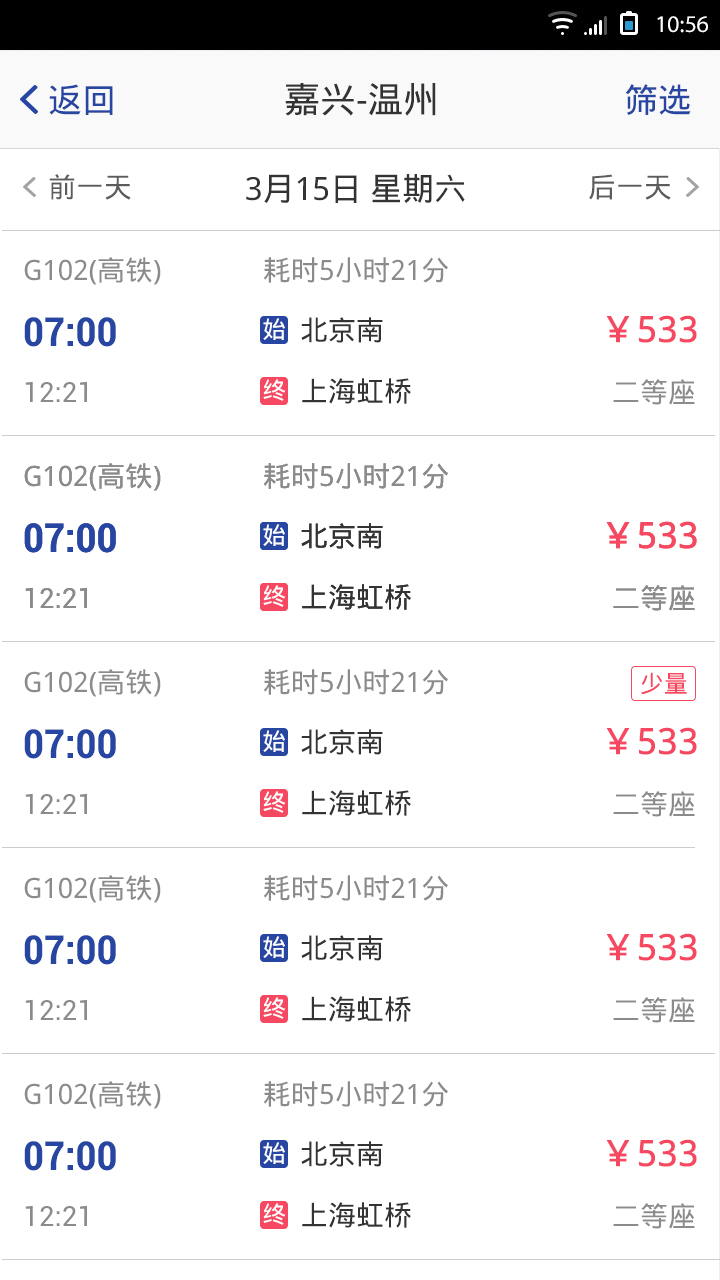 10:56
返回 嘉兴-温州 筛选
前一天 3月15日 星期六 后一天
G102(高铁) 耗时5小时21分
07:00 始 北京南 ¥533
12:21 终 上海虹桥 二等座
G102(高铁) 耗时5小时21分
07:00 始 北京南 ¥533
12:21 终 上海虹桥 二等座
G102(高铁) 耗时5小时21分 少量
07:00 始 北京南 ¥533
12:21 终 上海虹桥 二等座
G102(高铁) 耗时5小时21分
07:00 始 北京南 ¥533
12:21 终 上海虹桥 二等座
G102(高铁) 耗时5小时21分
07:00 始 北京南 ¥533
12:21 终 上海虹桥 二等座